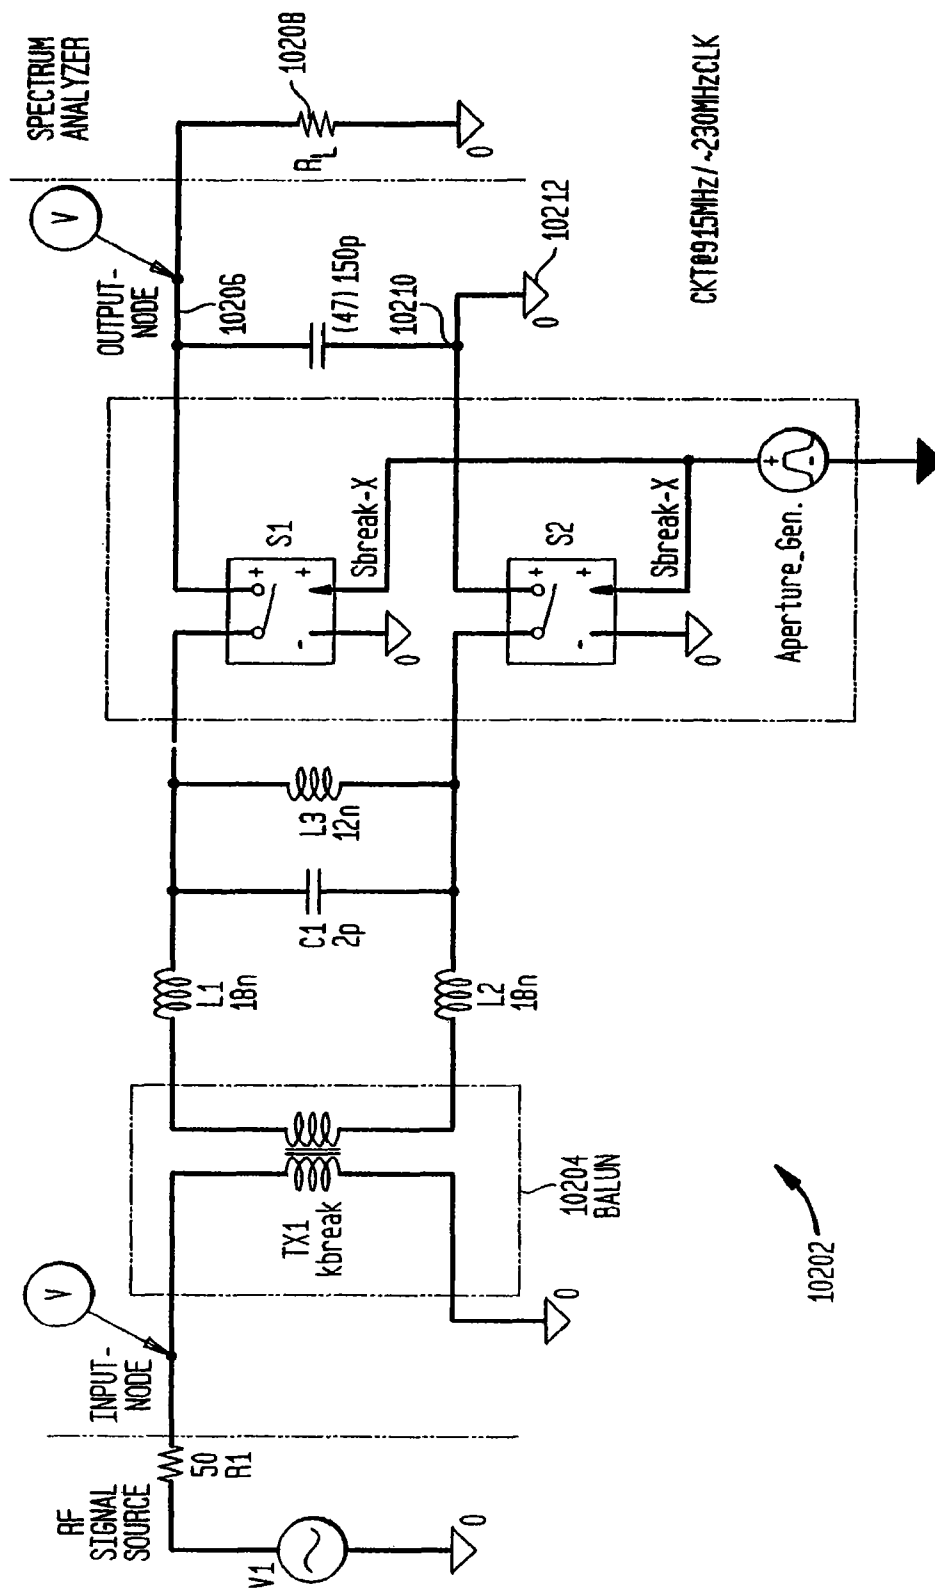 RF
SIGNAL
SOURCE
V1
0
50
R1
INPUT-
NODE
V
TX1
kbreak
0
10204
BALUN
L1
18n
L2
18n
C1
2p
L3
12n
S1
+
+
-
0
Sbreak-X
S2
+
+
-
0
Sbreak-X
Aperture_Gen.
+
-
OUTPUT-
NODE
V
10206
(47) 150p
10210
0
10212
SPECTRUM
ANALYZER
RL
10208
0
CKT@915MHz/~230MHzCLK
10202